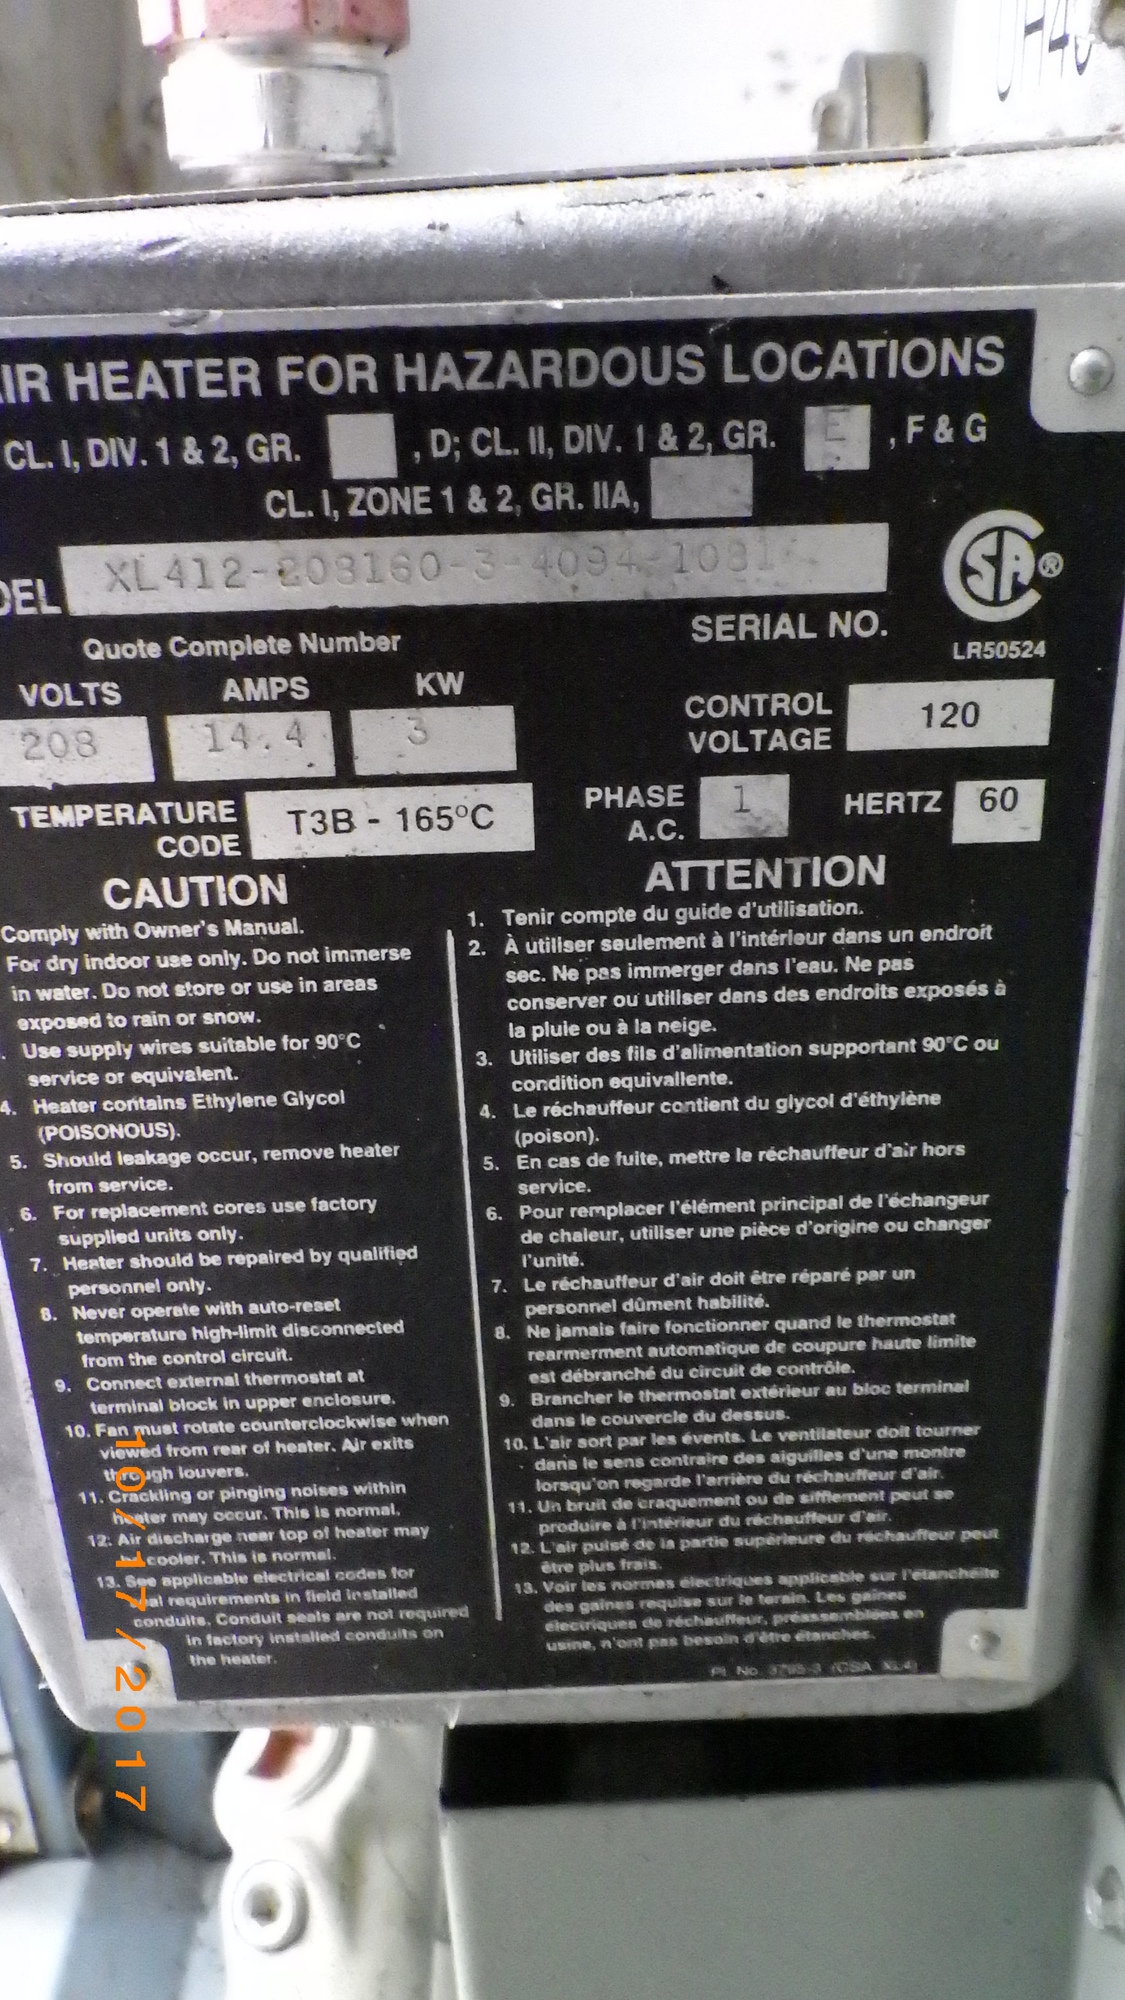 UH40
IR HEATER FOR HAZARDOUS LOCATIONS
CL. I, DIV. 1 & 2, GR. , D; CL. II, DIV. 1 & 2, GR. E , F & G
CL. I, ZONE 1 & 2, GR. IIA,
DEL XL412-208160-3-4094-1081
CSA®
Quote Complete Number
SERIAL NO.
LR50524
VOLTS AMPS KW
208 14.4 3
CONTROL VOLTAGE 120
TEMPERATURE CODE T3B - 165°C
PHASE A.C. 1 HERTZ 60
CAUTION
Comply with Owner's Manual.
For dry indoor use only. Do not immerse
in water. Do not store or use in areas
exposed to rain or snow.
. Use supply wires suitable for 90°C
service or equivalent.
4. Heater contains Ethylene Glycol
(POISONOUS).
5. Should leakage occur, remove heater
from service.
6. For replacement cores use factory
supplied units only.
7. Heater should be repaired by qualified
personnel only.
8. Never operate with auto-reset
temperature high-limit disconnected
from the control circuit.
9. Connect external thermostat at
terminal block in upper enclosure.
10. Fan must rotate counterclockwise when
viewed from rear of heater. Air exits
through louvers.
11. Crackling or pinging noises within
heater may occur. This is normal.
12. Air discharge near top of heater may
be cooler. This is normal.
13. See applicable electrical codes for
seal requirements in field installed
conduits. Conduit seals are not required
in factory installed conduits on
the heater.
ATTENTION
1. Tenir compte du guide d'utilisation.
2. À utiliser seulement à l'intérieur dans un endroit
sec. Ne pas immerger dans l'eau. Ne pas
conserver ou utiliser dans des endroits exposés à
la pluie ou à la neige.
3. Utiliser des fils d'alimentation supportant 90°C ou
condition equivallente.
4. Le réchauffeur contient du glycol d'éthylène
(poison).
5. En cas de fuite, mettre le réchauffeur d'air hors
service.
6. Pour remplacer l'élément principal de l'échangeur
de chaleur, utiliser une pièce d'origine ou changer
l'unité.
7. Le réchauffeur d'air doit être réparé par un
personnel dûment habilité.
8. Ne jamais faire fonctionner quand le thermostat
rearmerment automatique de coupure haute limite
est débranché du circuit de contrôle.
9. Brancher le thermostat extérieur au bloc terminal
dans le couvercle du dessus.
10. L'air sort par les évents. Le ventilateur doit tourner
dans le sens contraire des aiguilles d'une montre
lorsqu'on regarde l'arrière du réchauffeur d'air.
11. Un bruit de craquement ou de sifflement peut se
produire à l'intérieur du réchauffeur d'air.
12. L'air pulsé de la partie supérieure du réchauffeur peut
être plus frais.
13. Voir les normes électriques applicable sur l'étanchéite
des gaines requise sur le terain. Les gaines
électriques de réchauffeur, préassemblées en
usine, n'ont pas besoin d'être étanches.
Pl. No. 3795-3 (CSA XL4)
10/17/2017